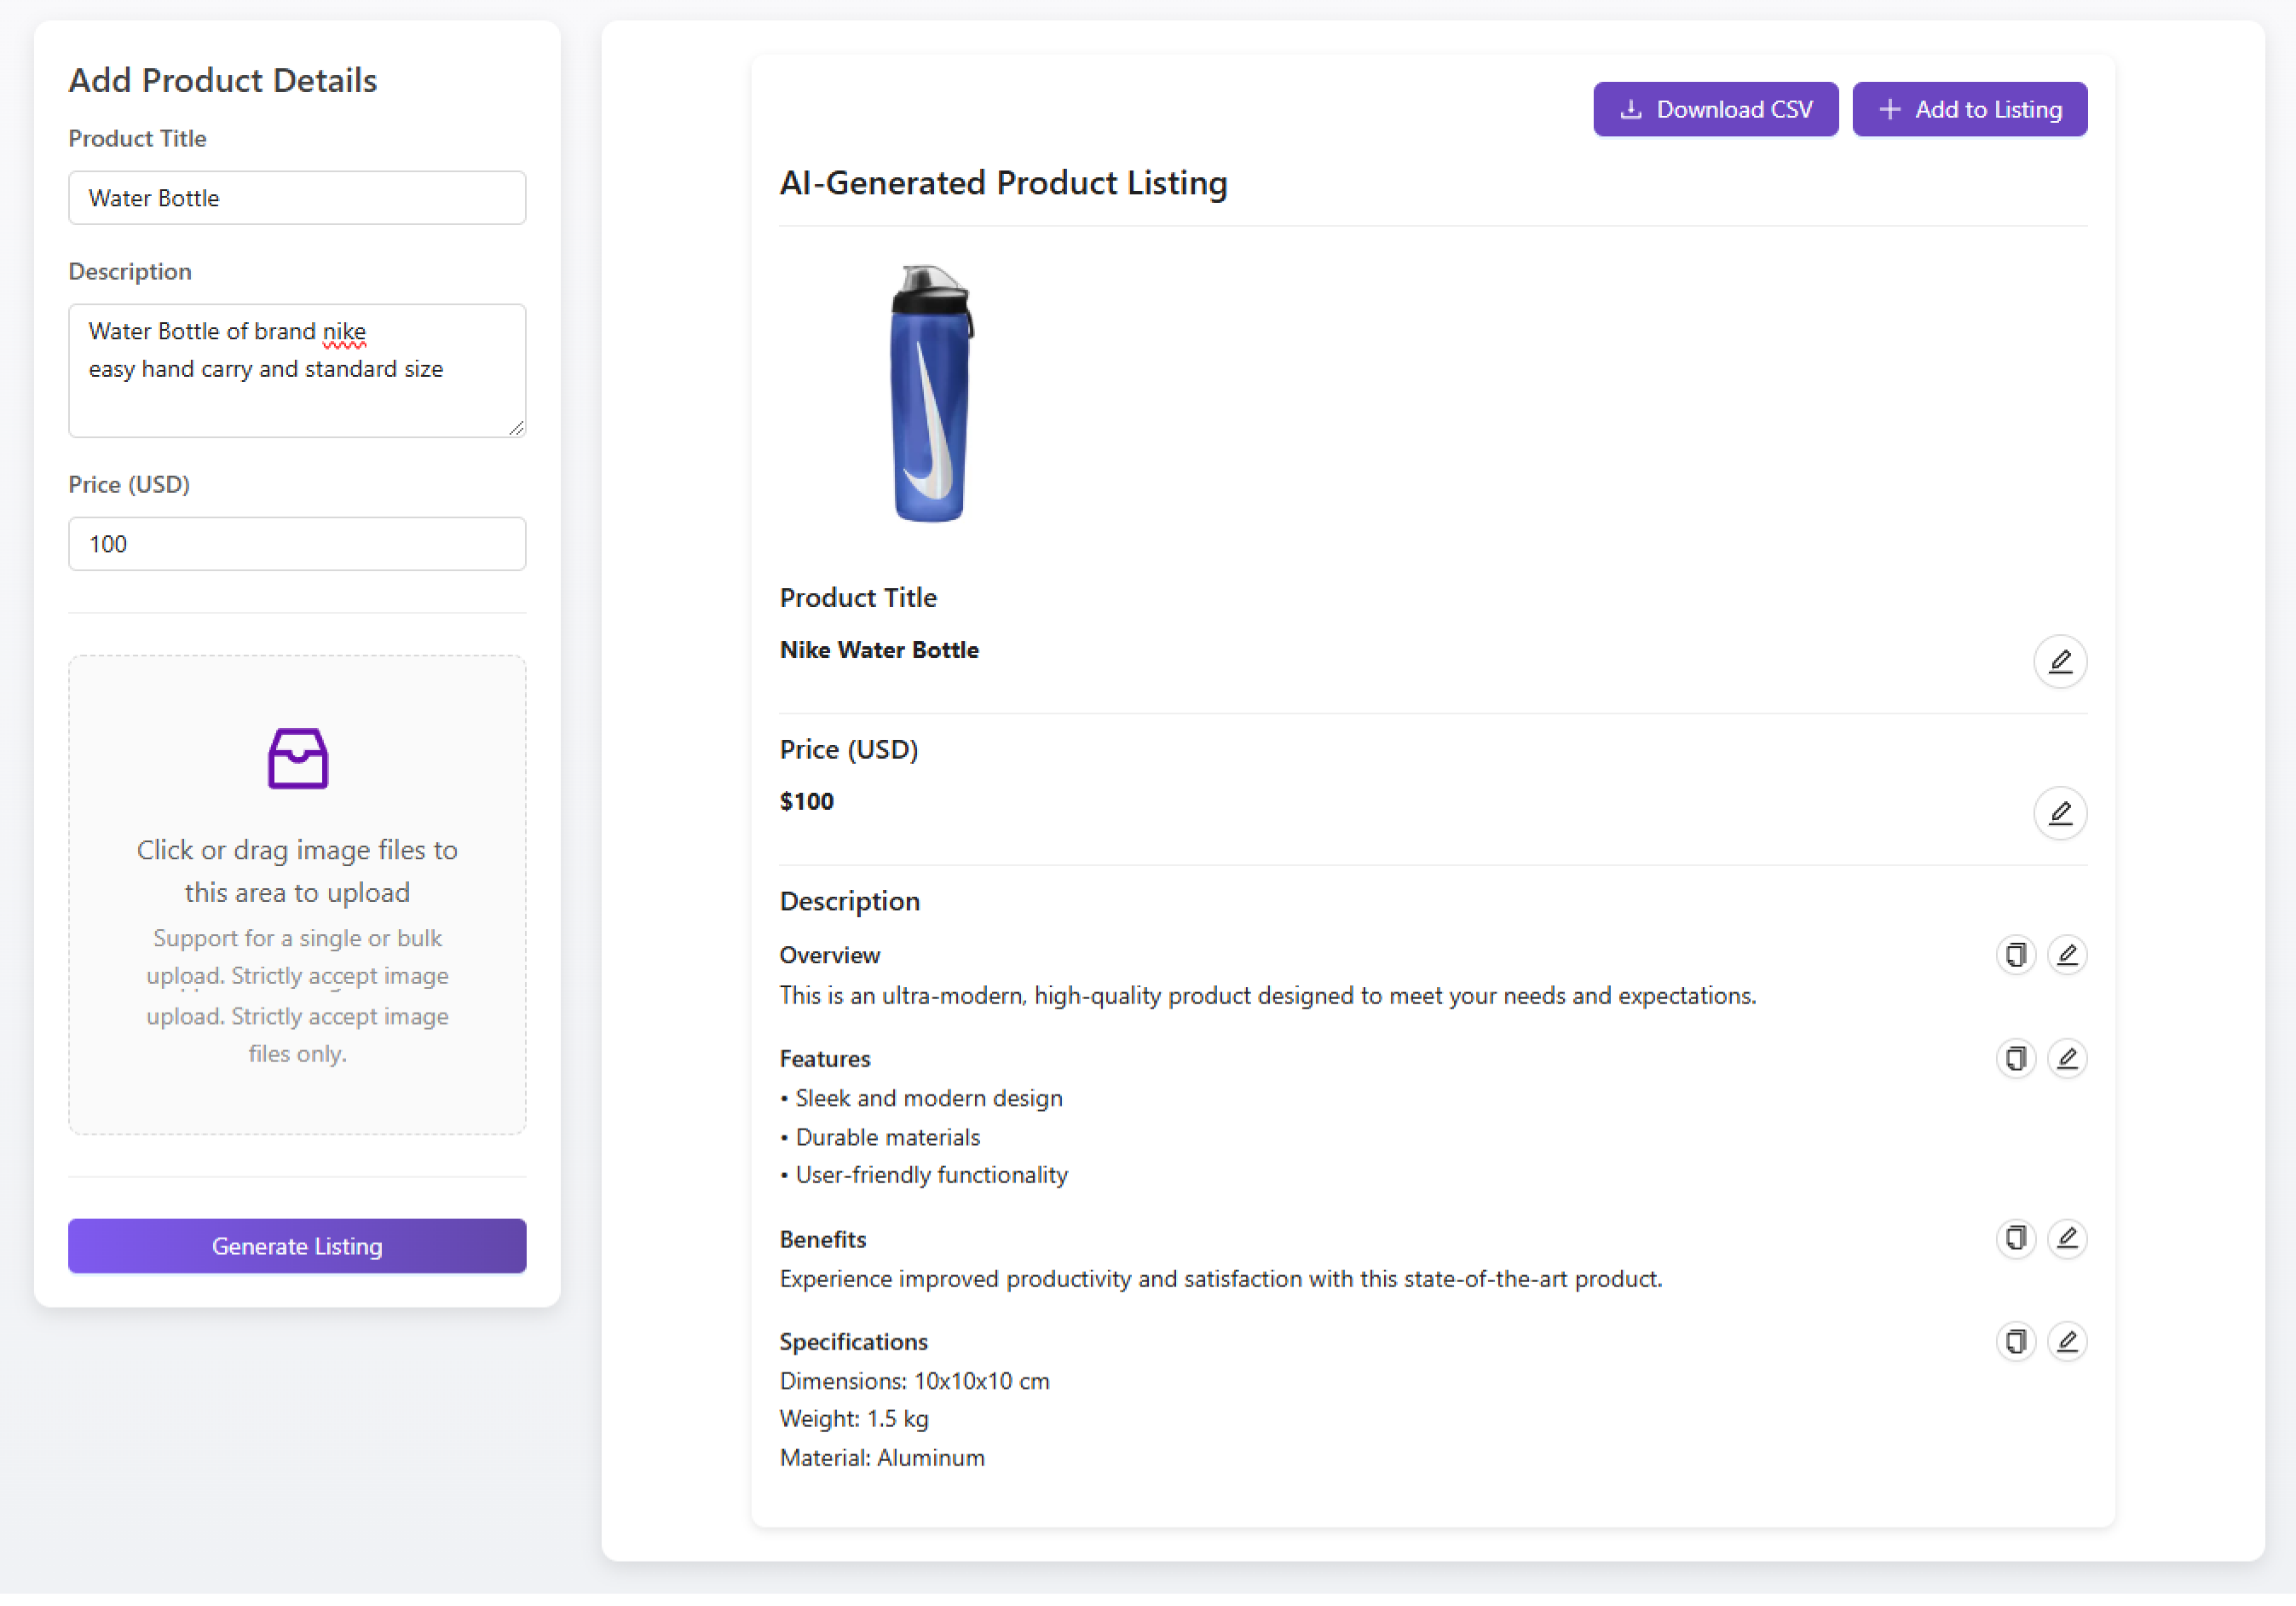 Add Product Details
Product Title
Water Bottle
Description
Water Bottle of brand nike
easy hand carry and standard size
Price (USD)
100
Click or drag image files to
this area to upload
Support for a single or bulk
upload. Strictly accept image
upload. Strictly accept image
files only.
Generate Listing
Download CSV
Add to Listing
AI-Generated Product Listing
Product Title
Nike Water Bottle
Price (USD)
$100
Description
Overview
This is an ultra-modern, high-quality product designed to meet your needs and expectations.
Features
• Sleek and modern design
• Durable materials
• User-friendly functionality
Benefits
Experience improved productivity and satisfaction with this state-of-the-art product.
Specifications
Dimensions: 10x10x10 cm
Weight: 1.5 kg
Material: Aluminum